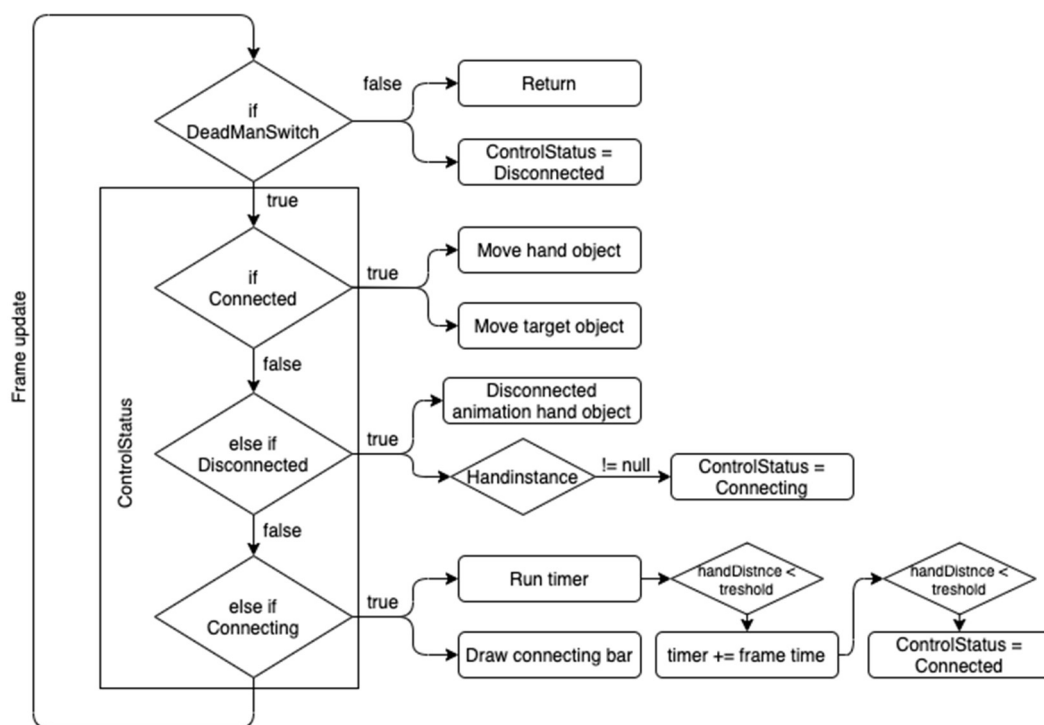 if
DeadManSwitch
false
Return
ControlStatus =
Disconnected
true
if
Connected
true
Move hand object
Move target object
false
else if
Disconnected
true
Disconnected
animation hand object
Handinstance
!= null
ControlStatus =
Connecting
false
else if
Connecting
true
Run timer
handDistnce <
treshold
timer += frame time
handDistnce <
treshold
ControlStatus =
Connected
Draw connecting bar
ControlStatus
Frame update